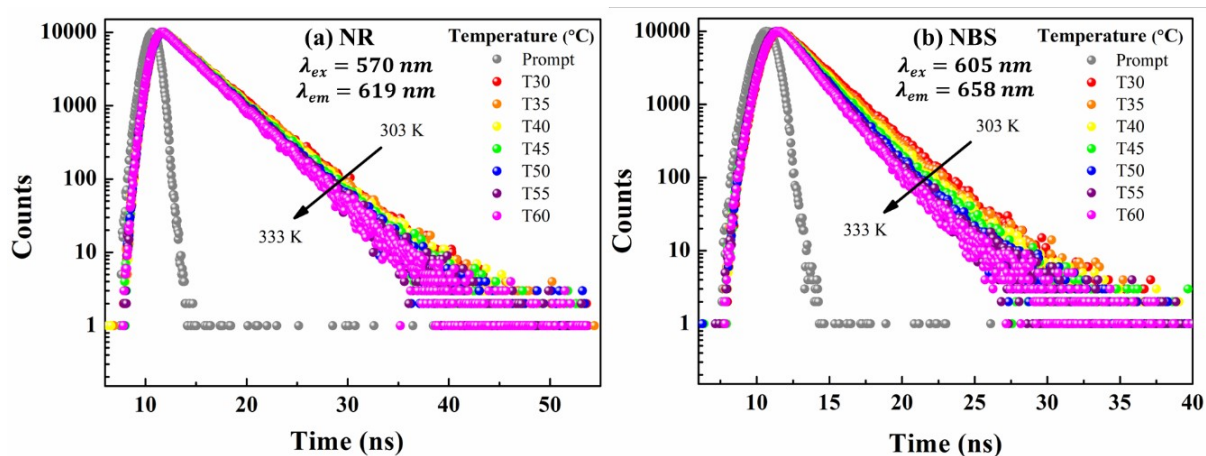 (a) NR
Temperature (°C)
λex = 570 nm
λem = 619 nm
Prompt
T30
T35
T40
T45
T50
T55
T60
303 K
333 K
10000
1000
100
10
1
Counts
10
20
30
40
50
Time (ns)
(b) NBS
Temperature (°C)
λex = 605 nm
λem = 658 nm
Prompt
T30
T35
T40
T45
T50
T55
T60
303 K
333 K
10000
1000
100
10
1
Counts
10
15
20
25
30
35
40
Time (ns)